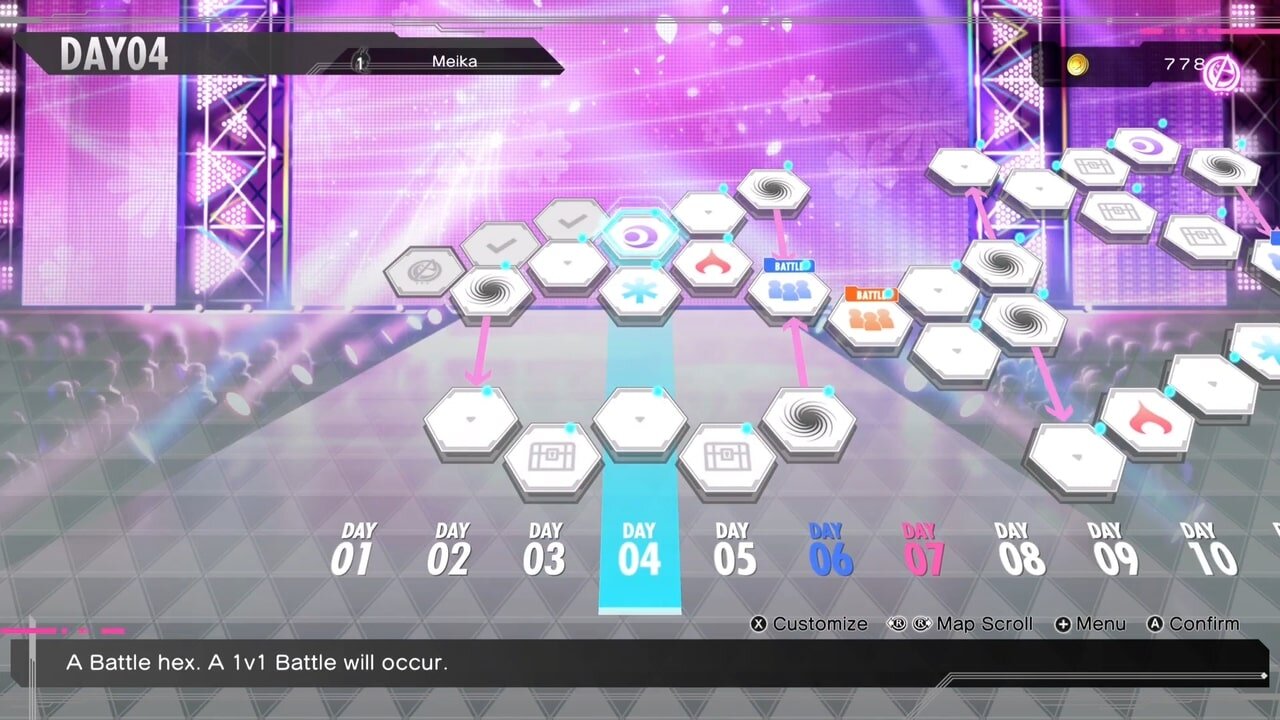 DAY04
1
Meika
778
BATTLE
BATTLE
DAY 01
DAY 02
DAY 03
DAY 04
DAY 05
DAY 06
DAY 07
DAY 08
DAY 09
DAY 10
X Customize R R Map Scroll + Menu A Confirm
A Battle hex. A 1v1 Battle will occur.